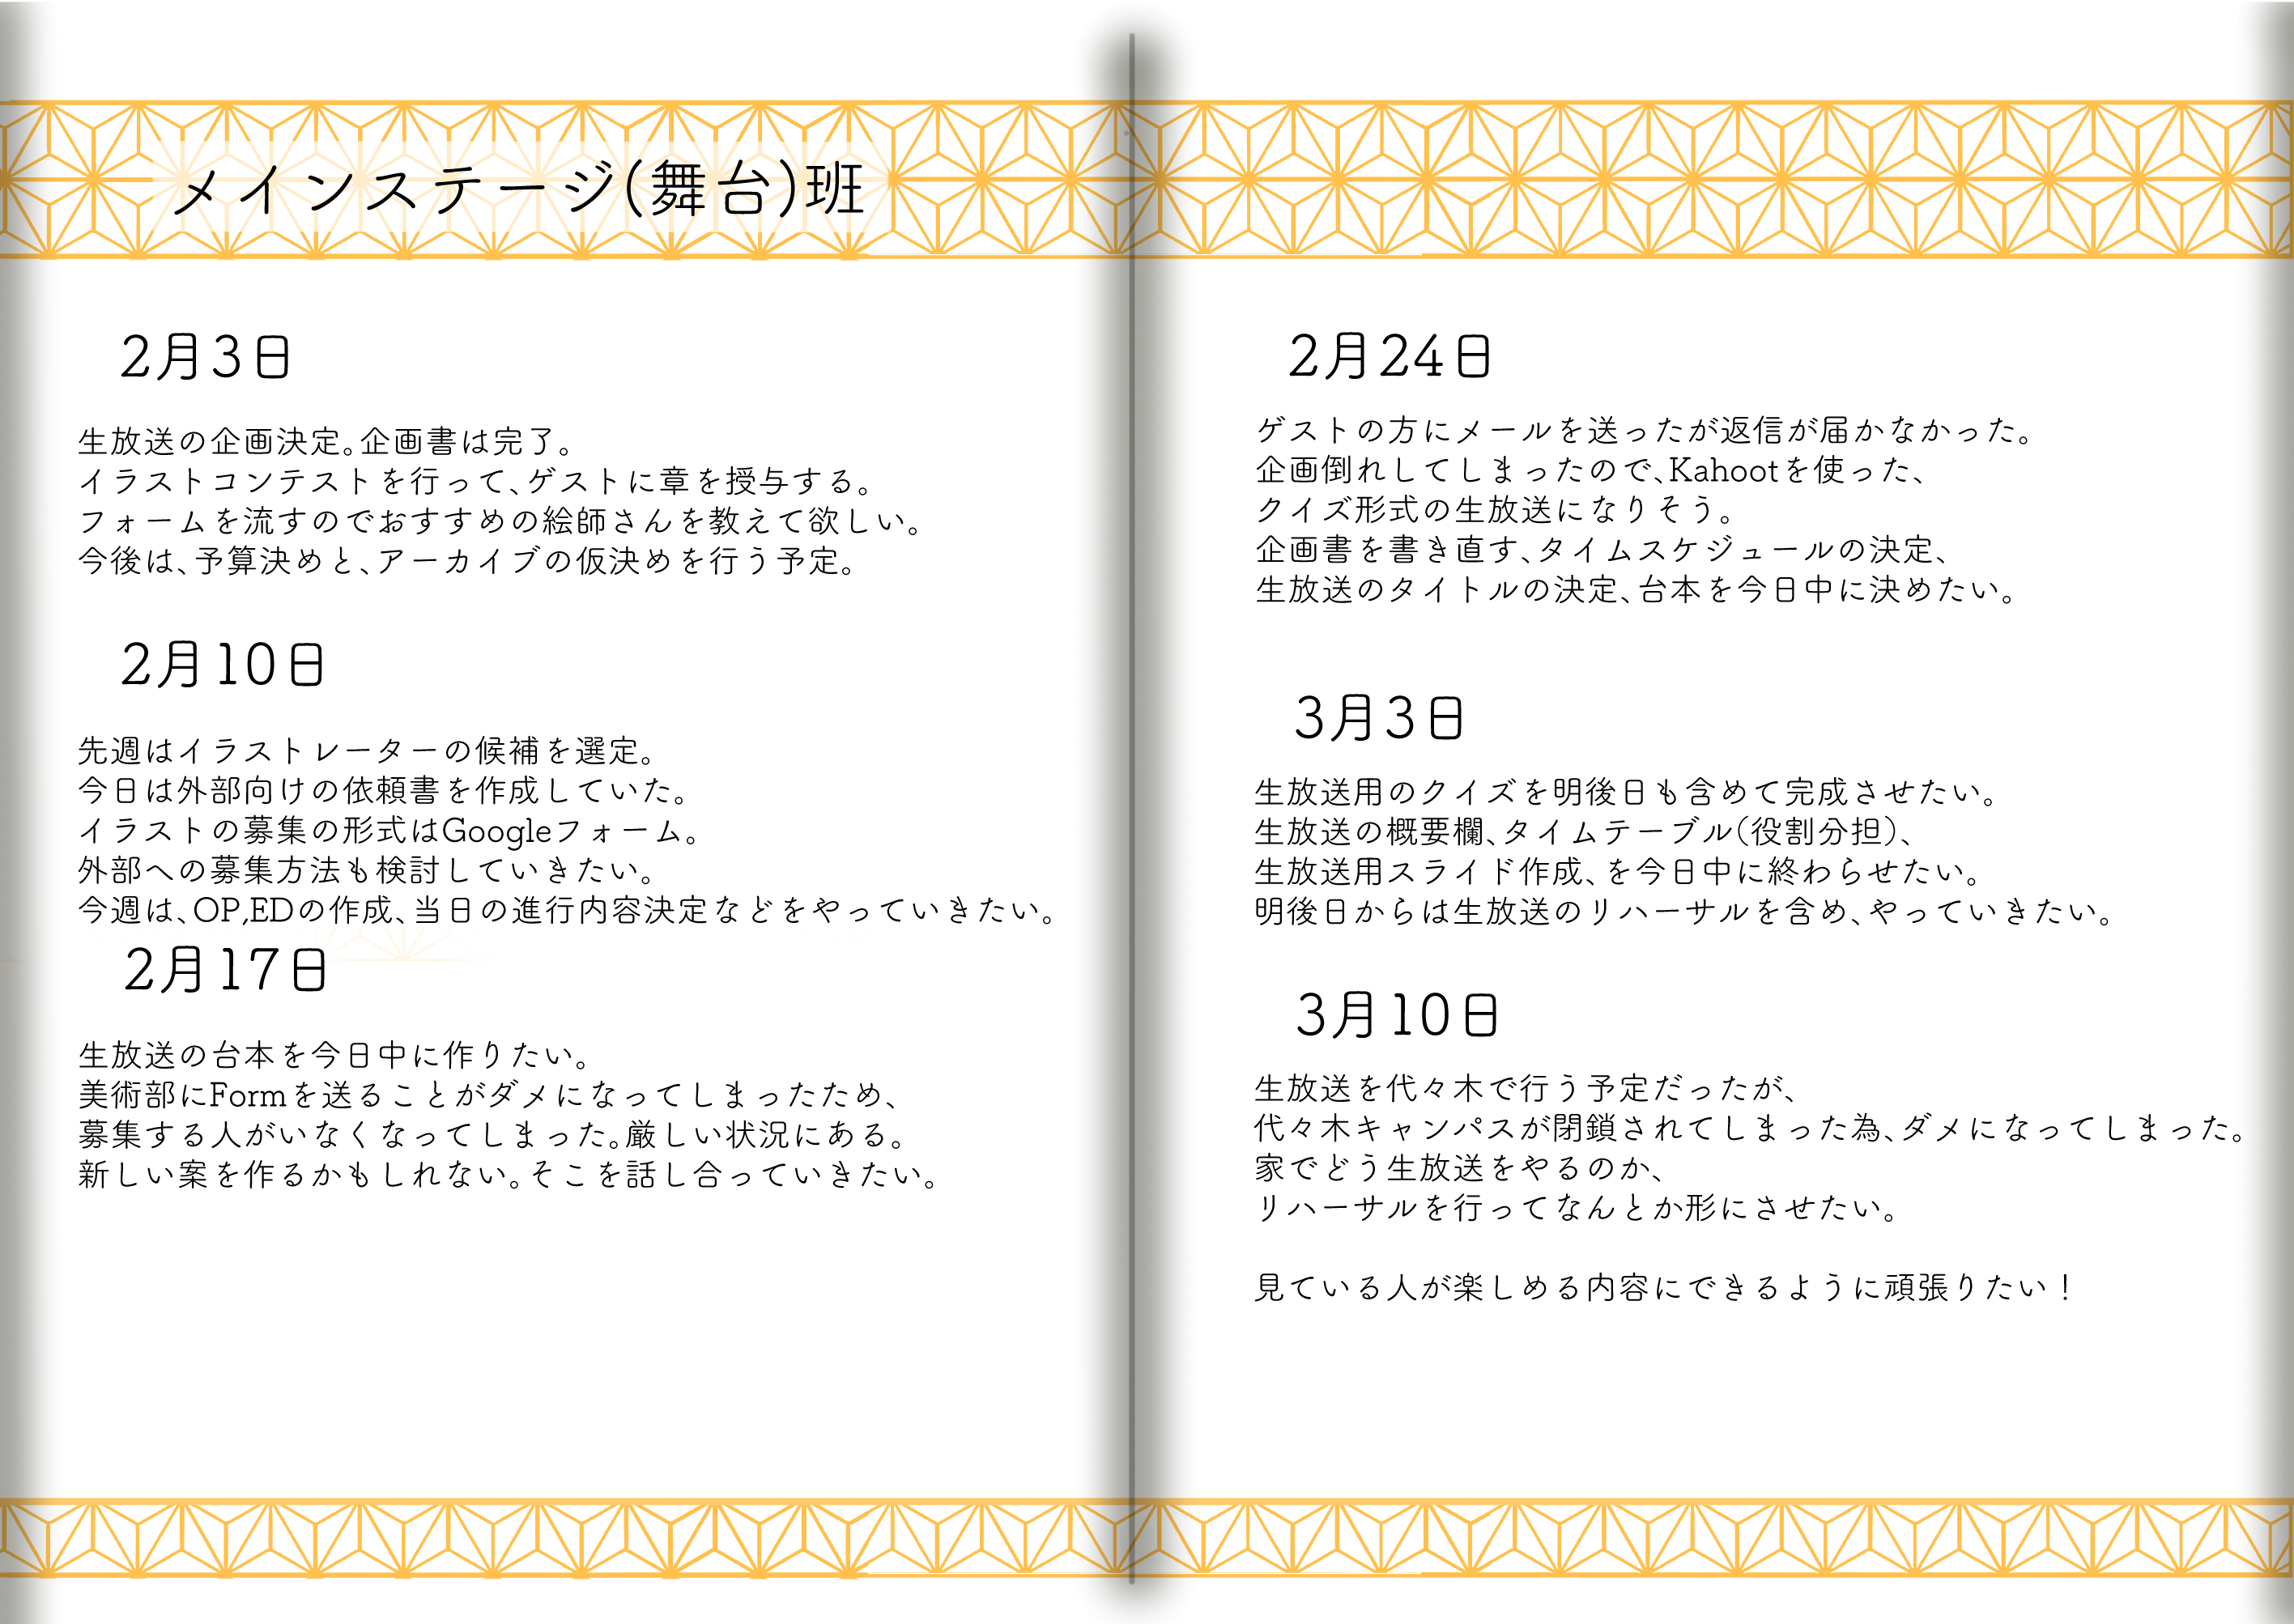 メインステージ(舞台)班
2月3日
生放送の企画決定。企画書は完了。
イラストコンテストを行って、ゲストに章を授与する。
フォームを流すのでおすすめの絵師さんを教えて欲しい。
今後は、予算決めと、アーカイブの仮決めを行う予定。
2月10日
先週はイラストレーターの候補を選定。
今日は外部向けの依頼書を作成していた。
イラストの募集の形式はGoogleフォーム。
外部への募集方法も検討していきたい。
今週は、OP,EDの作成、当日の進行内容決定などをやっていきたい。
2月17日
生放送の台本を今日中に作りたい。
美術部にFormを送ることがダメになってしまったため、
募集する人がいなくなってしまった。厳しい状況にある。
新しい案を作るかもしれない。そこを話し合っていきたい。
2月24日
ゲストの方にメールを送ったが返信が届かなかった。
企画倒れしてしまったので、Kahootを使った、
クイズ形式の生放送になりそう。
企画書を書き直す、タイムスケジュールの決定、
生放送のタイトルの決定、台本を今日中に決めたい。
3月3日
生放送用のクイズを明後日も含めて完成させたい。
生放送の概要欄、タイムテーブル(役割分担)、
生放送用スライド作成、を今日中に終わらせたい。
明後日からは生放送のリハーサルを含め、やっていきたい。
3月10日
生放送を代々木で行う予定だったが、
代々木キャンパスが閉鎖されてしまった為、ダメになってしまった。
家でどう生放送をやるのか、
リハーサルを行ってなんとか形にさせたい。
見ている人が楽しめる内容にできるように頑張りたい！